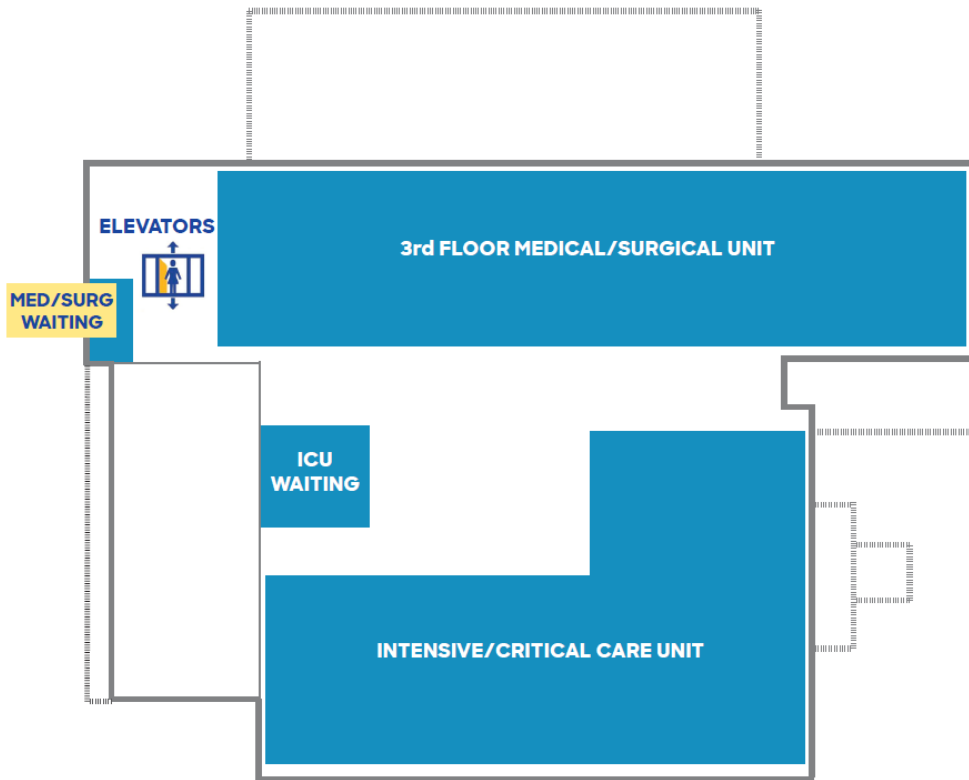 ELEVATORS
3rd FLOOR MEDICAL/SURGICAL UNIT
MED/SURG
WAITING
ICU
WAITING
INTENSIVE/CRITICAL CARE UNIT